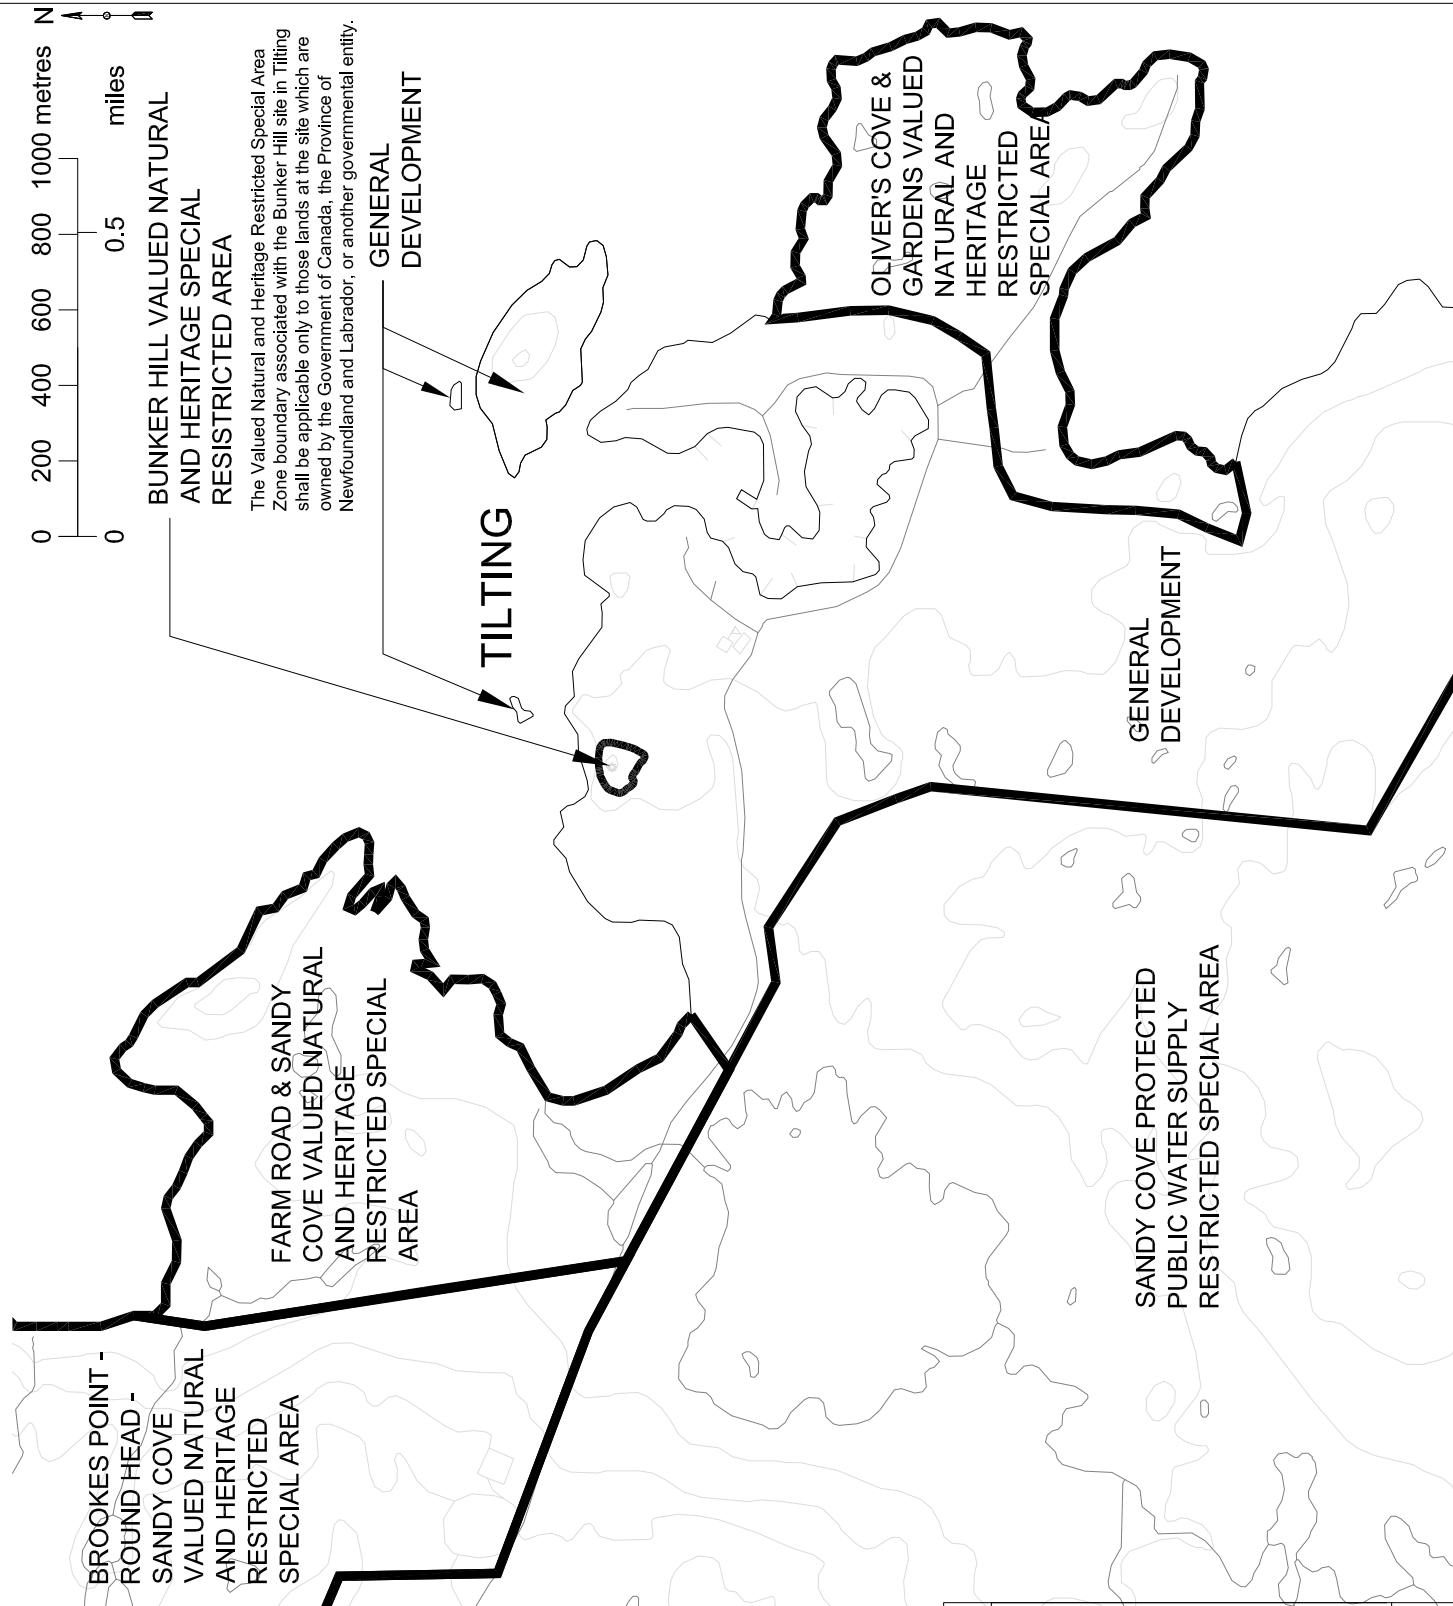 N
0 200 400 600 800 1000 metres
0 0.5 miles
BUNKER HILL VALUED NATURAL
AND HERITAGE SPECIAL
RESISTRICTED AREA
The Valued Natural and Heritage Restricted Special Area
Zone boundary associated with the Bunker Hill site in Tilting
shall be applicable only to those lands at the site which are
owned by the Government of Canada, the Province of
Newfoundland and Labrador, or another governmental entity.
GENERAL
DEVELOPMENT
TILTING
OLIVER'S COVE &
GARDENS VALUED
NATURAL AND
HERITAGE
RESTRICTED
SPECIAL AREA
GENERAL
DEVELOPMENT
FARM ROAD & SANDY
COVE VALUED NATURAL
AND HERITAGE
RESTRICTED SPECIAL
AREA
SANDY COVE PROTECTED
PUBLIC WATER SUPPLY
RESTRICTED SPECIAL AREA
BROOKES POINT -
ROUND HEAD -
SANDY COVE
VALUED NATURAL
AND HERITAGE
RESTRICTED
SPECIAL AREA